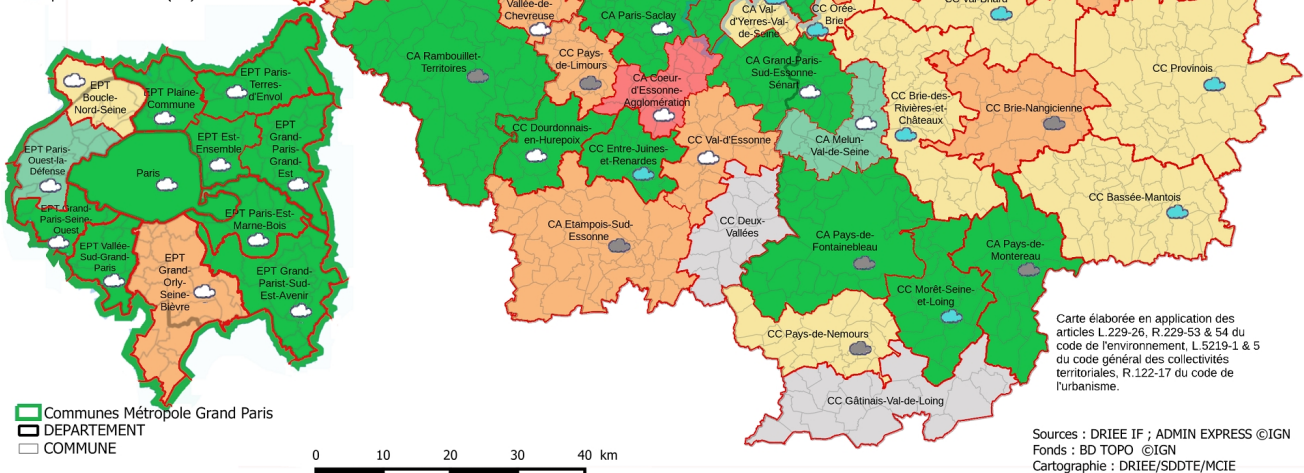 Vallée-de-
Chevreuse
CA Paris-Saclay
CA Val-
d'Yerres-Val-
de-Seine
CC Orée-
Brie
CA Rambouillet-
Territoires
CC Pays-
de-Limours
CA Coeur-
d'Essonne-
Agglomération
CA Grand-Paris-
Sud-Essonne-
Sénart
CC Provinois
CC Brie-des-
Rivières-et-
Châteaux
CC Brie-Nangicienne
CC Dourdonnais-
en-Hurepoix
CC Entre-Juines-
et-Renardes
CC Val-d'Essonne
CA Melun-
Val-de-Seine
CC Bassée-Mantois
CA Etampois-Sud-
Essonne
CC Deux-
Vallées
CA Pays-de-
Fontainebleau
CA Pays-de-
Montereau
CC Morêt-Seine-
et-Loing
CC Pays-de-Nemours
CC Gâtinais-Val-de-Loing
EPT
Boucle-
Nord-Seine
EPT Plaine-
Commune
EPT Paris-
Terres-
d'Envol
EPT Paris-
Ouest-la-
Défense
EPT Est-
Ensemble
EPT
Grand-
Paris-
Grand-
Est
Paris
EPT Grand-
Paris-Seine-
Ouest
EPT Paris-Est-
Marne-Bois
EPT Vallée-
Sud-Grand-
Paris
EPT
Grand-
Orly-
Seine-
Bièvre
EPT Grand-
Parist-Sud-
Est-Avenir
Communes Métropole Grand Paris
DEPARTEMENT
COMMUNE
0 10 20 30 40 km
Carte élaborée en application des
articles L.229-26, R.229-53 & 54 du
code de l'environnement, L.5219-1 & 5
du code général des collectivités
territoriales, R.122-17 du code de
l'urbanisme.
Sources : DRIEE IF ; ADMIN EXPRESS ©IGN
Fonds : BD TOPO ©IGN
Cartographie : DRIEE/SDDTE/MCIE